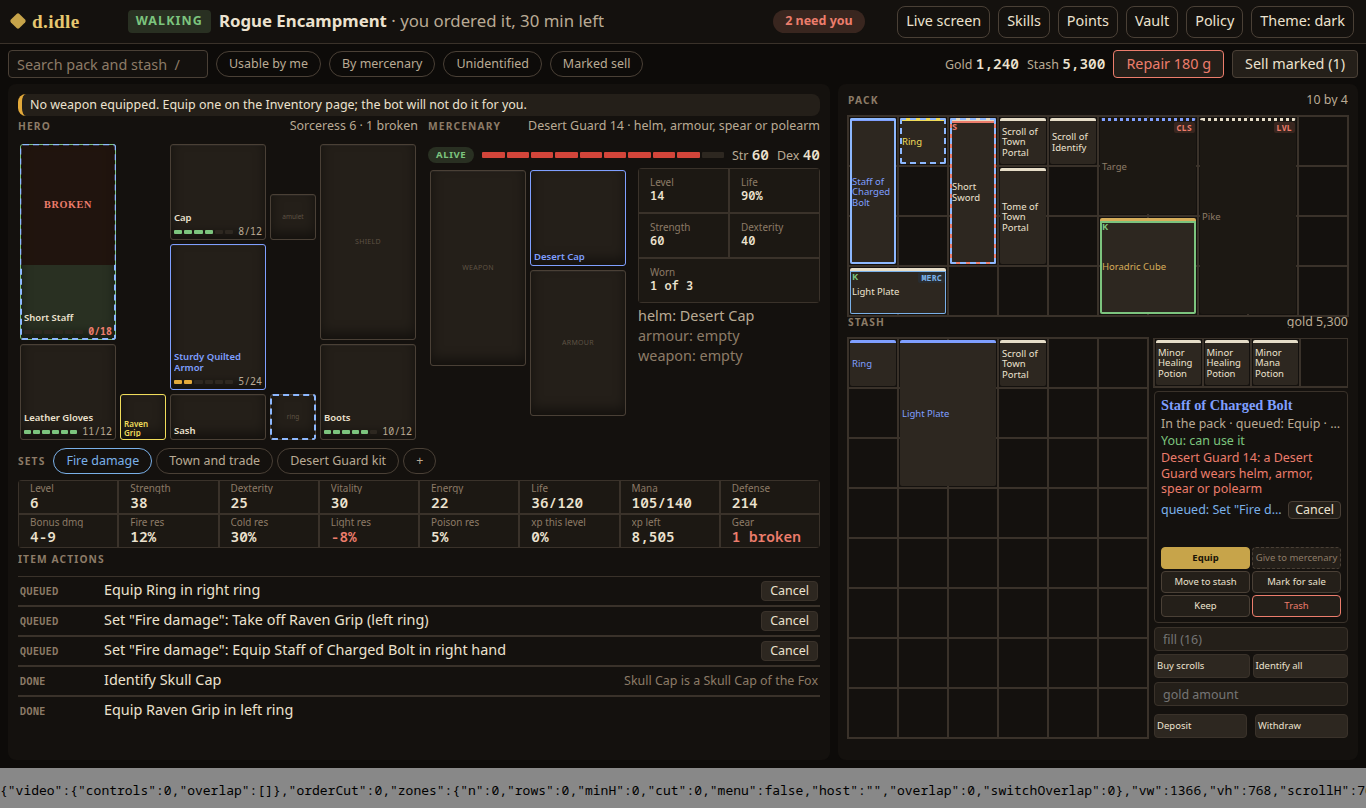 d.idle
WALKING
Rogue Encampment · you ordered it, 30 min left
2 need you
Live screen
Skills
Points
Vault
Policy
Theme: dark
Search pack and stash /
Usable by me
By mercenary
Unidentified
Marked sell
Gold 1,240
Stash 5,300
Repair 180 g
Sell marked (1)
No weapon equipped. Equip one on the Inventory page; the bot will not do it for you.
HERO
Sorceress 6 · 1 broken
BROKEN
Short Staff
0/18
Cap
8/12
amulet
SHIELD
Sturdy Quilted
Armor
5/24
Leather Gloves
11/12
Raven
Grip
Sash
ring
Boots
10/12
MERCENARY
Desert Guard 14 · helm, armour, spear or polearm
ALIVE
Str 60
Dex 40
WEAPON
Desert Cap
ARMOUR
Level
14
Life
90%
Strength
60
Dexterity
40
Worn
1 of 3
helm: Desert Cap
armour: empty
weapon: empty
SETS
Fire damage
Town and trade
Desert Guard kit
+
Level
6
Strength
38
Dexterity
25
Vitality
30
Energy
22
Life
36/120
Mana
105/140
Defense
214
Bonus dmg
4-9
Fire res
12%
Cold res
30%
Light res
-8%
Poison res
5%
xp this level
0%
xp left
8,505
Gear
1 broken
ITEM ACTIONS
QUEUED
Equip Ring in right ring
Cancel
QUEUED
Set "Fire damage": Take off Raven Grip (left ring)
Cancel
QUEUED
Set "Fire damage": Equip Staff of Charged Bolt in right hand
Cancel
DONE
Identify Skull Cap
Skull Cap is a Skull Cap of the Fox
DONE
Equip Raven Grip in left ring
PACK
10 by 4
Staff of
Charged
Bolt
Ring
S
Short
Sword
Scroll of
Town
Portal
Scroll of
Identify
CLS
Targe
LVL
Pike
Tome of
Town
Portal
K
Horadric Cube
K
MERC
Light Plate
STASH
gold 5,300
Ring
Light Plate
Scroll of
Town
Portal
Minor
Healing
Potion
Minor
Healing
Potion
Minor
Mana
Potion
Staff of Charged Bolt
In the pack · queued: Equip · ...
You: can use it
Desert Guard 14: a Desert
Guard wears helm, armor,
spear or polearm
queued: Set "Fire d...
Cancel
Equip
Give to mercenary
Move to stash
Mark for sale
Keep
Trash
fill (16)
Buy scrolls
Identify all
gold amount
Deposit
Withdraw
{"video":{"controls":0,"overlap":[]},"orderCut":0,"zones":{"n":0,"rows":0,"minH":0,"cut":0,"menu":false,"host":"","overlap":0,"switchOverlap":0},"vw":1366,"vh":768,"scrollH":7